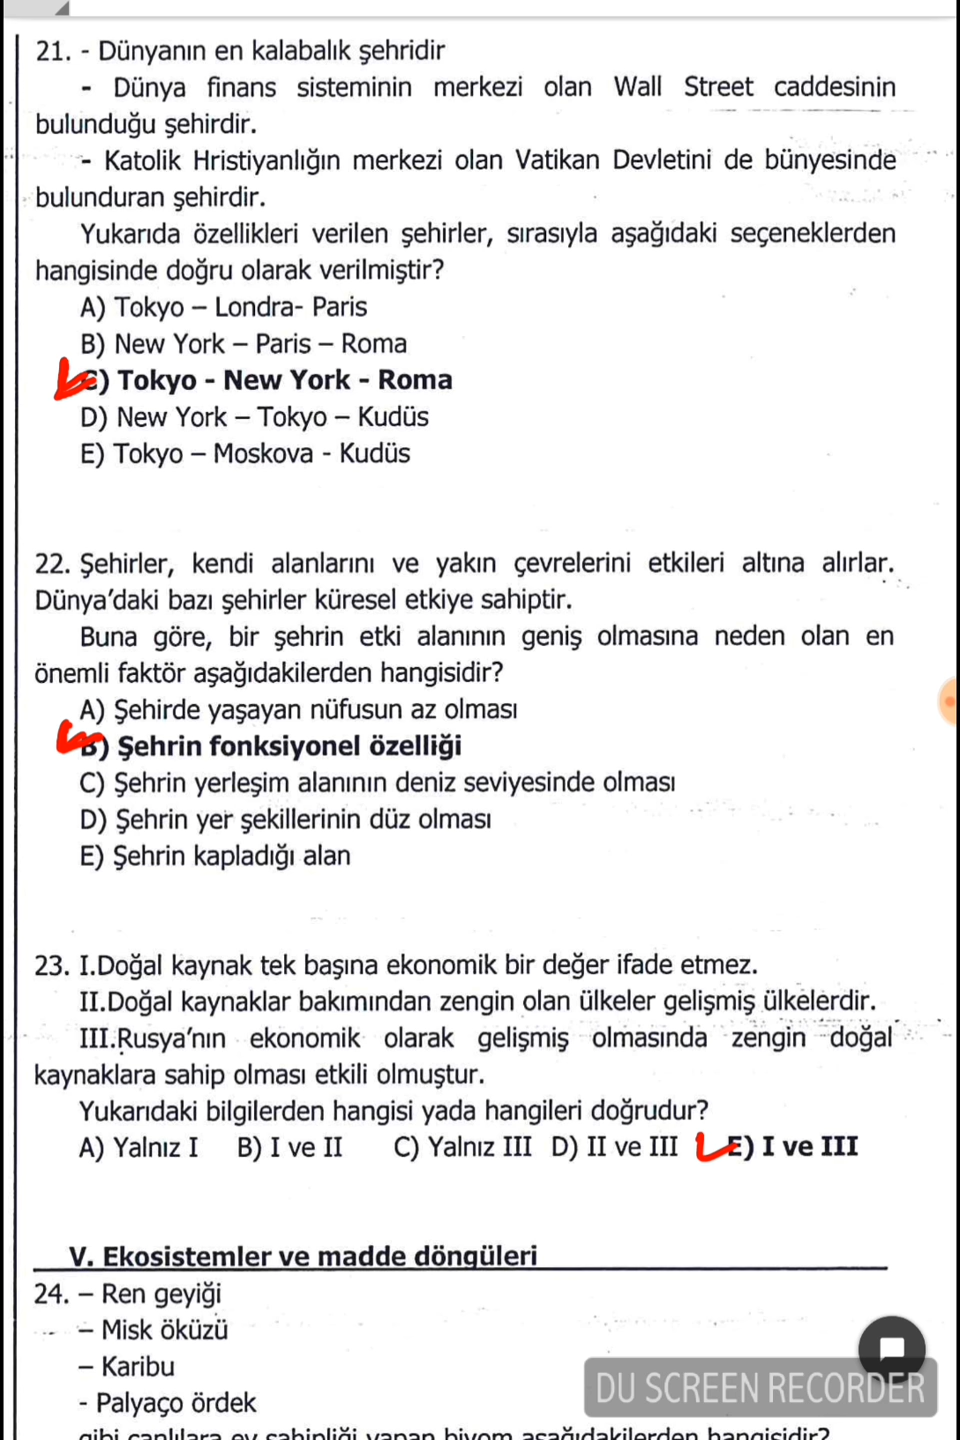 21. - Dünyanın en kalabalık şehridir
- Dünya finans sisteminin merkezi olan Wall Street caddesinin
bulunduğu şehirdir.
- Katolik Hristiyanlığın merkezi olan Vatikan Devletini de bünyesinde
bulunduran şehirdir.
Yukarıda özellikleri verilen şehirler, sırasıyla aşağıdaki seçeneklerden
hangisinde doğru olarak verilmiştir?
A) Tokyo – Londra- Paris
B) New York – Paris – Roma
C) Tokyo - New York - Roma
D) New York – Tokyo – Kudüs
E) Tokyo – Moskova - Kudüs
22. Şehirler, kendi alanlarını ve yakın çevrelerini etkileri altına alırlar.
Dünya’daki bazı şehirler küresel etkiye sahiptir.
Buna göre, bir şehrin etki alanının geniş olmasına neden olan en
önemli faktör aşağıdakilerden hangisidir?
A) Şehirde yaşayan nüfusun az olması
B) Şehrin fonksiyonel özelliği
C) Şehrin yerleşim alanının deniz seviyesinde olması
D) Şehrin yer şekillerinin düz olması
E) Şehrin kapladığı alan
23. I.Doğal kaynak tek başına ekonomik bir değer ifade etmez.
II.Doğal kaynaklar bakımından zengin olan ülkeler gelişmiş ülkelerdir.
III.Rusya’nın ekonomik olarak gelişmiş olmasında zengin doğal
kaynaklara sahip olması etkili olmuştur.
Yukarıdaki bilgilerden hangisi yada hangileri doğrudur?
A) Yalnız I B) I ve II C) Yalnız III D) II ve III E) I ve III
V. Ekosistemler ve madde döngüleri
24. – Ren geyiği
– Misk öküzü
– Karibu
- Palyaço ördek
gibi canlılara ev sahipliği yapan biyom aşağıdakilerden hangisidir?
DU SCREEN RECORDER